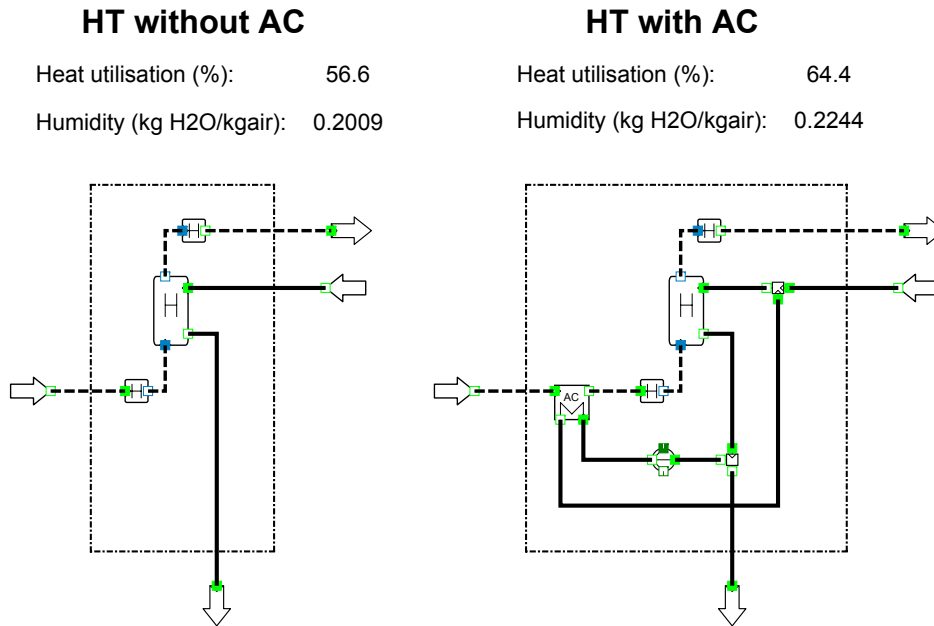 HT without AC
Heat utilisation (%): 56.6
Humidity (kg H2O/kgair): 0.2009
H
H
H
HT with AC
Heat utilisation (%): 64.4
Humidity (kg H2O/kgair): 0.2244
H
H
AC
H